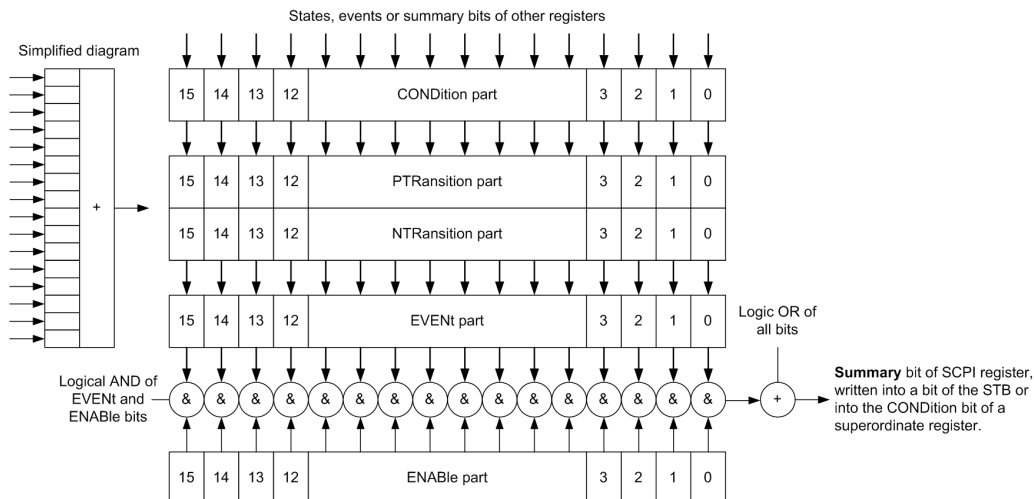 States, events or summary bits of other registers
Simplified diagram
15 14 13 12 CONDition part 3 2 1 0
15 14 13 12 PTRansition part 3 2 1 0
+
15 14 13 12 NTRansition part 3 2 1 0
15 14 13 12 EVENt part 3 2 1 0
Logic OR of
all bits
Logical AND of
EVENt and
ENABle bits
& & & & & & & & & & & & & & & &
+
Summary bit of SCPI register,
written into a bit of the STB or
into the CONDition bit of a
superordinate register.
15 14 13 12 ENABle part 3 2 1 0